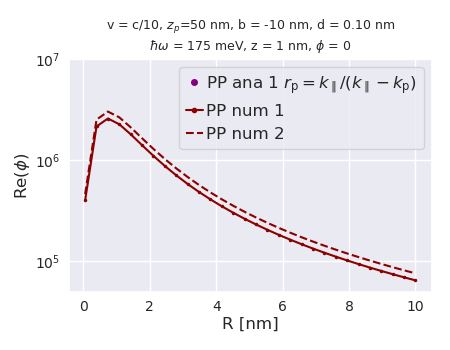 v = c/10, z_p=50 nm, b = -10 nm, d = 0.10 nm
ℏω = 175 meV, z = 1 nm, ϕ = 0
PP ana 1 r_p = k_∥/(k_∥ − k_p)
PP num 1
PP num 2
Re(ϕ)
10^7
10^6
10^5
0 2 4 6 8 10
R [nm]